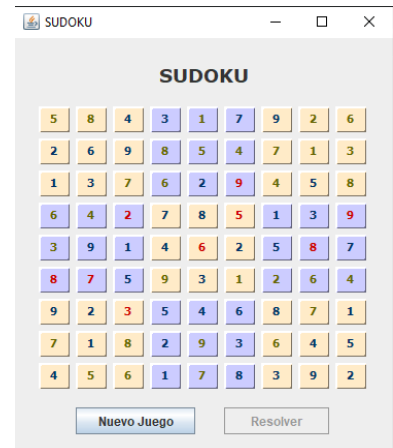 SUDOKU
SUDOKU
5 8 4 3 1 7 9 2 6
2 6 9 8 5 4 7 1 3
1 3 7 6 2 9 4 5 8
6 4 2 7 8 5 1 3 9
3 9 1 4 6 2 5 8 7
8 7 5 9 3 1 2 6 4
9 2 3 5 4 6 8 7 1
7 1 8 2 9 3 6 4 5
4 5 6 1 7 8 3 9 2
Nuevo Juego Resolver